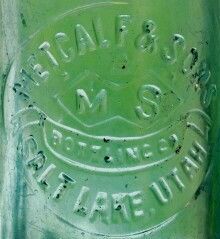 METCALF & SONS
M S
BOTTLING CO.
SALT LAKE, UTAH